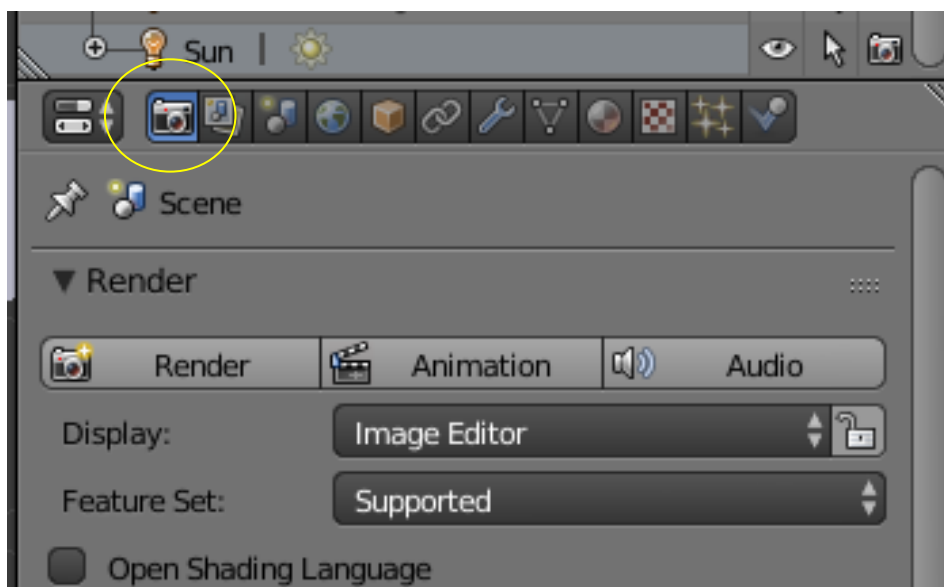 Sun
Scene
Render
Render Animation Audio
Display: Image Editor
Feature Set: Supported
Open Shading Language